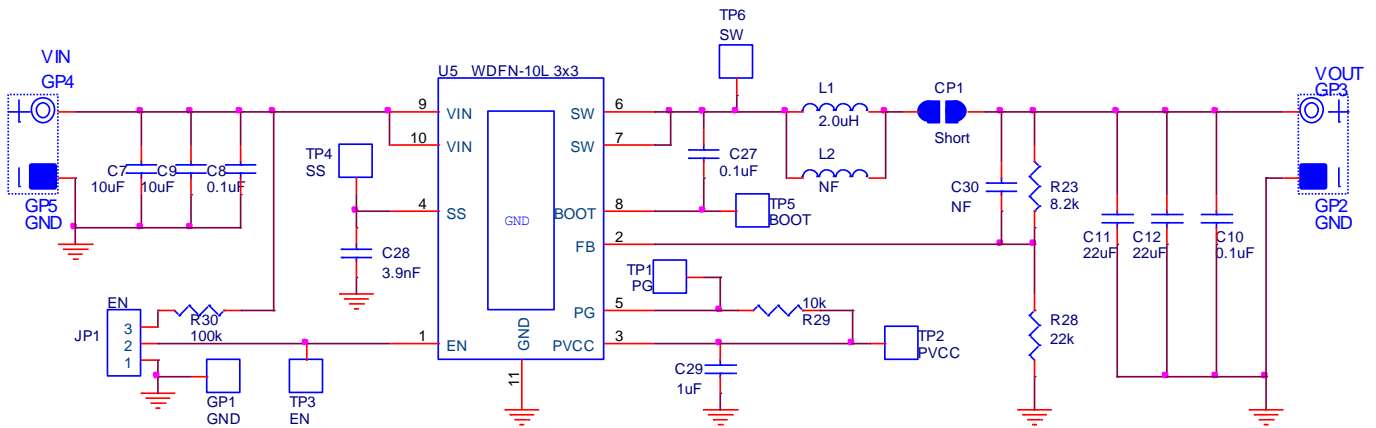 TP6
SW
VIN
GP4
U5 WDFN-10L 3x3
VOUT
GP3
L1
2.0uH
CP1
Short
9
VIN
SW
6
10
VIN
SW
7
TP4
SS
C7
10uF
C9
10uF
C8
0.1uF
C27
0.1uF
L2
NF
C30
NF
R23
8.2k
GP5
GND
4
SS
GND
BOOT
8
TP5
BOOT
GP2
GND
FB
2
C28
3.9nF
C11
22uF
C12
22uF
C10
0.1uF
TP1
PG
EN
JP1
3
2
1
R30
100k
PG
5
10k
R29
R28
22k
1
EN
GND
PVCC
3
TP2
PVCC
11
C29
1uF
GP1
GND
TP3
EN